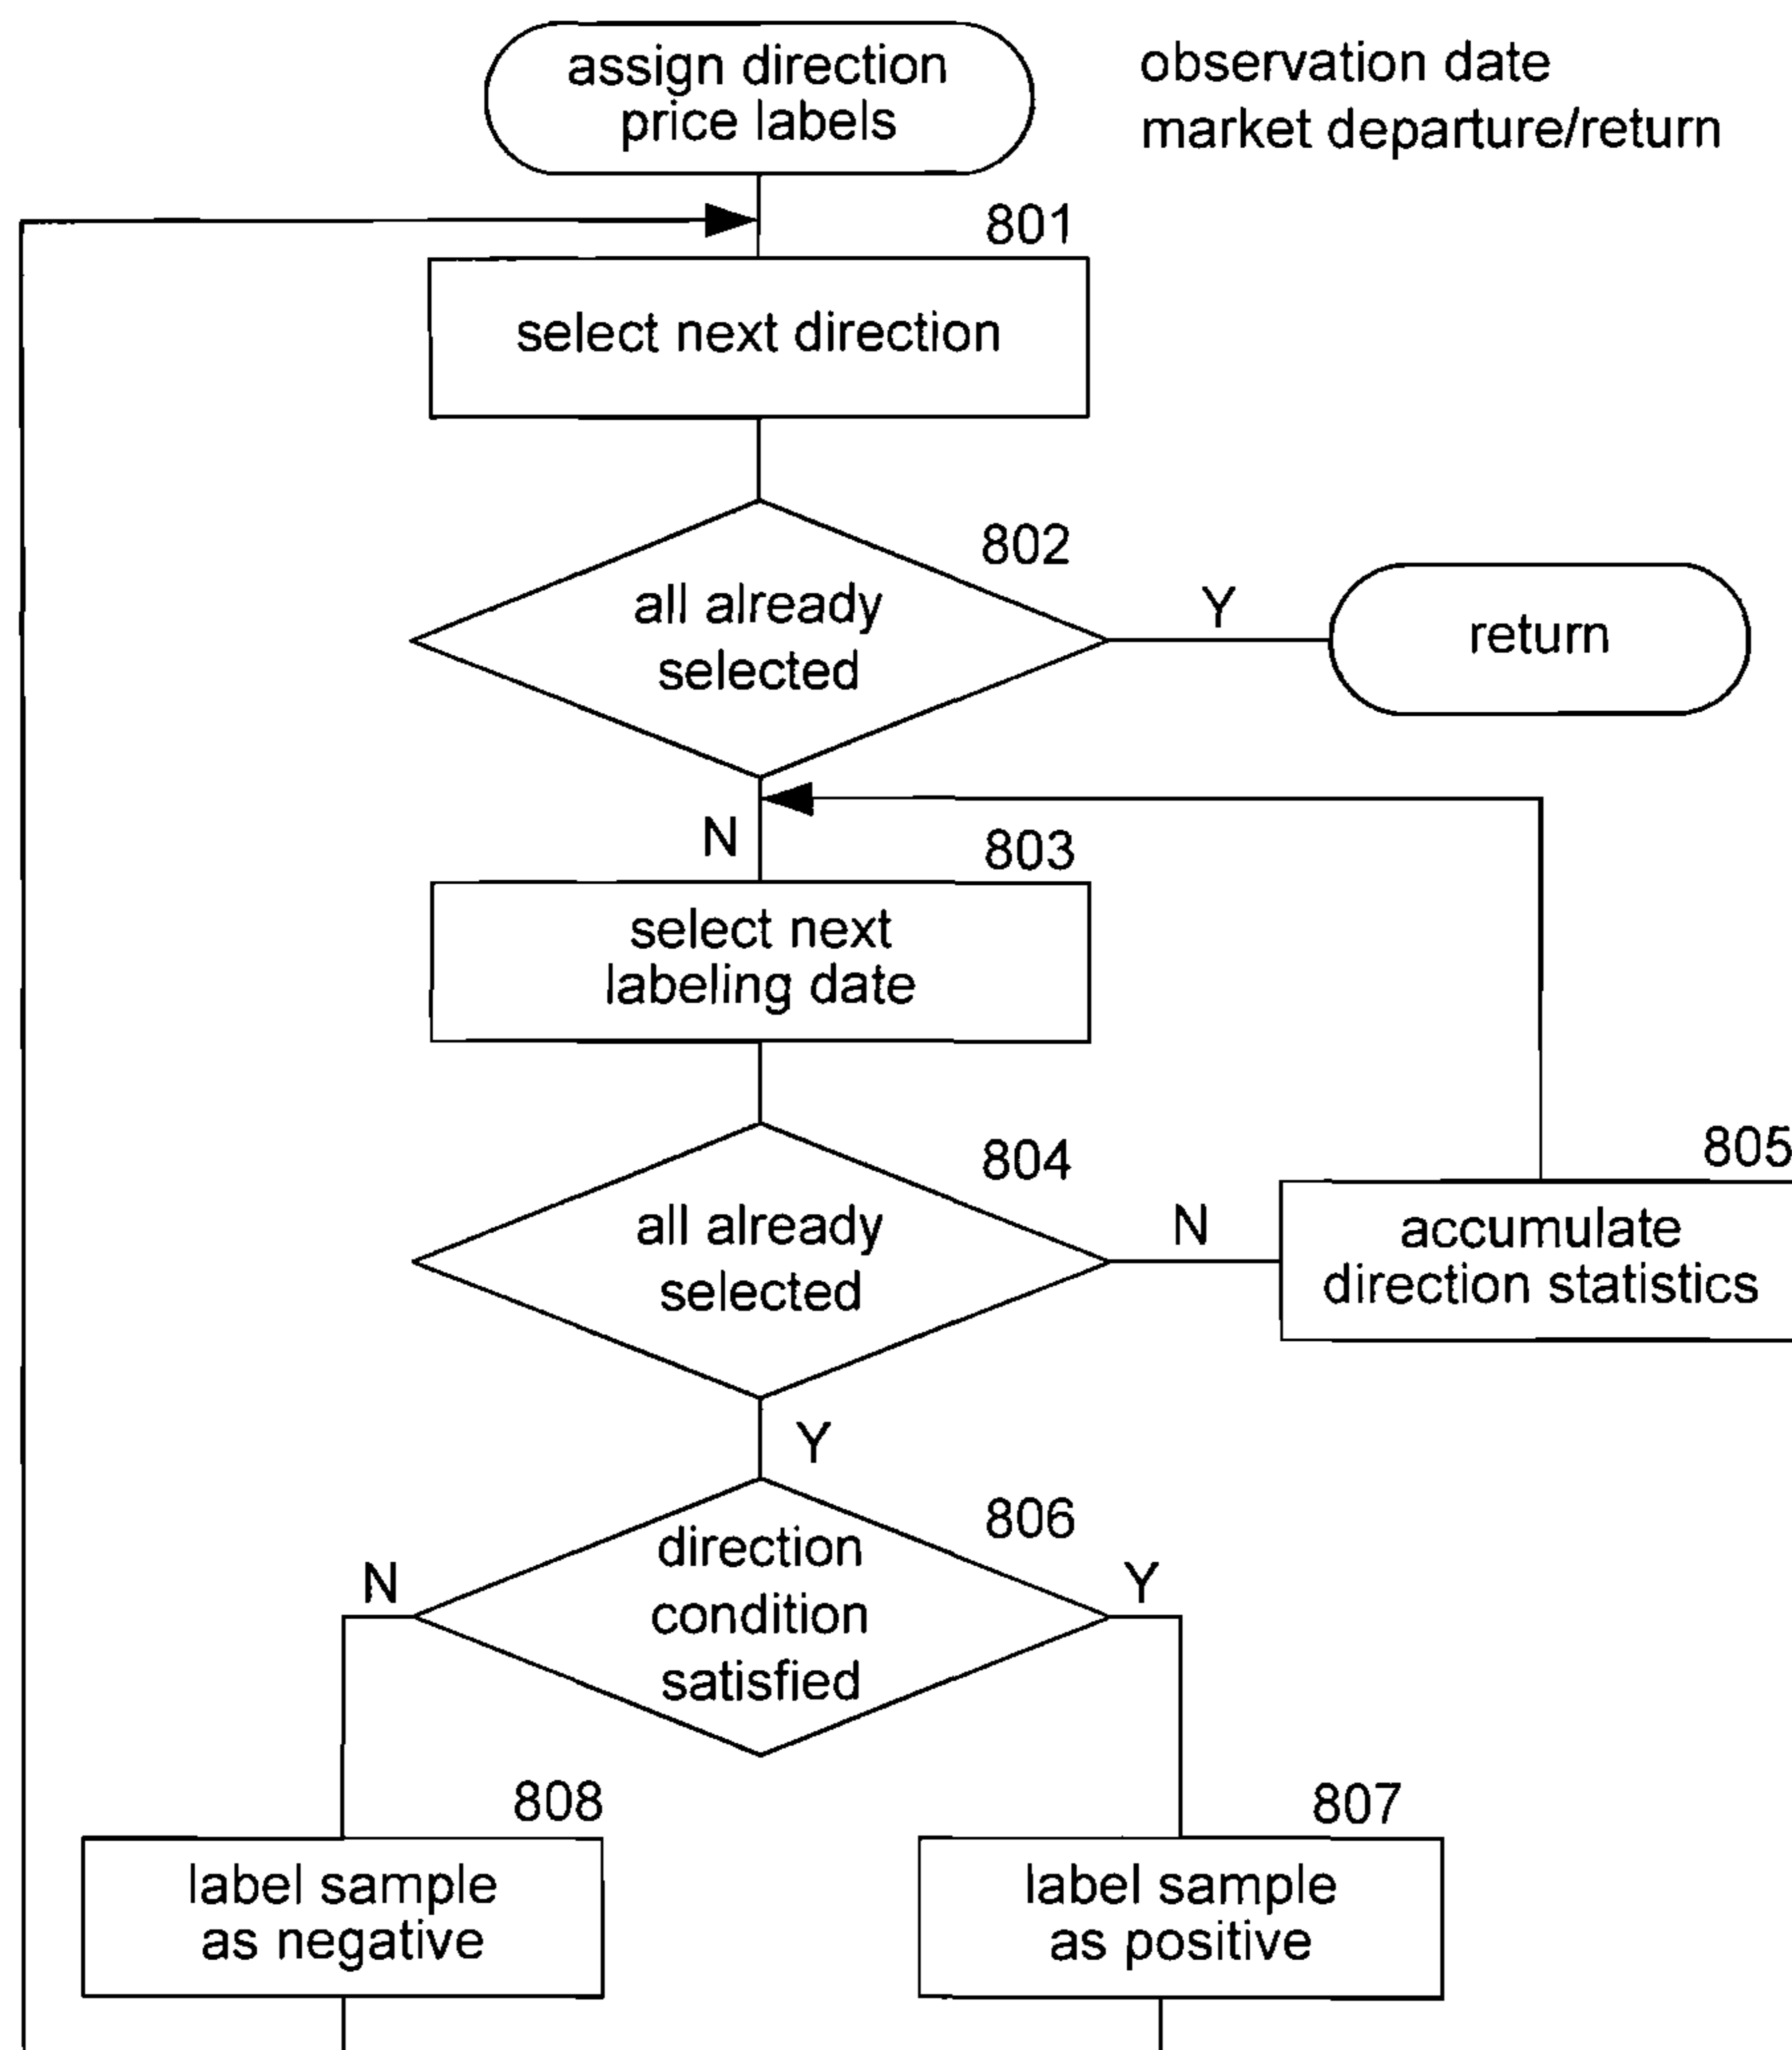 assign direction
price labels
observation date
market departure/return
801
select next direction
802
all already
selected
Y
return
N
803
select next
labeling date
804
all already
selected
N
805
accumulate
direction statistics
Y
806
direction
condition
satisfied
N
Y
808
label sample
as negative
807
label sample
as positive